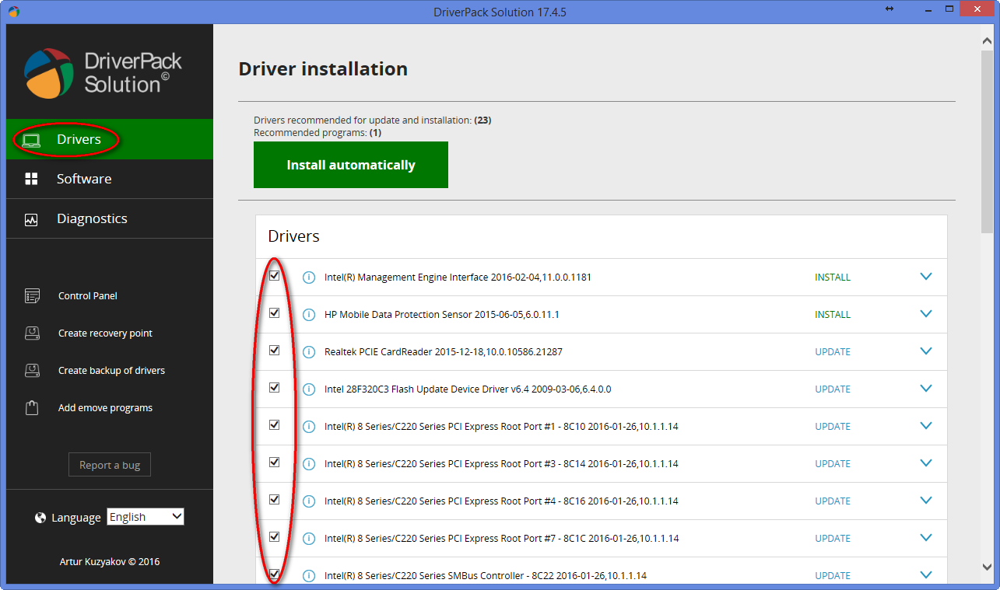 DriverPack Solution 17.4.5
DriverPack
Solution©
Drivers
Software
Diagnostics
Control Panel
Create recovery point
Create backup of drivers
Add emove programs
Report a bug
Language English
Artur Kuzyakov © 2016
Driver installation
Drivers recommended for update and installation: (23)
Recommended programs: (1)
Install automatically
Drivers
Intel(R) Management Engine Interface 2016-02-04,11.0.0.1181 INSTALL
HP Mobile Data Protection Sensor 2015-06-05,6.0.11.1 INSTALL
Realtek PCIE CardReader 2015-12-18,10.0.10586.21287 UPDATE
Intel 28F320C3 Flash Update Device Driver v6.4 2009-03-06,6.4.0.0 UPDATE
Intel(R) 8 Series/C220 Series PCI Express Root Port #1 - 8C10 2016-01-26,10.1.1.14 UPDATE
Intel(R) 8 Series/C220 Series PCI Express Root Port #3 - 8C14 2016-01-26,10.1.1.14 UPDATE
Intel(R) 8 Series/C220 Series PCI Express Root Port #4 - 8C16 2016-01-26,10.1.1.14 UPDATE
Intel(R) 8 Series/C220 Series PCI Express Root Port #7 - 8C1C 2016-01-26,10.1.1.14 UPDATE
Intel(R) 8 Series/C220 Series SMBus Controller - 8C22 2016-01-26,10.1.1.14 UPDATE